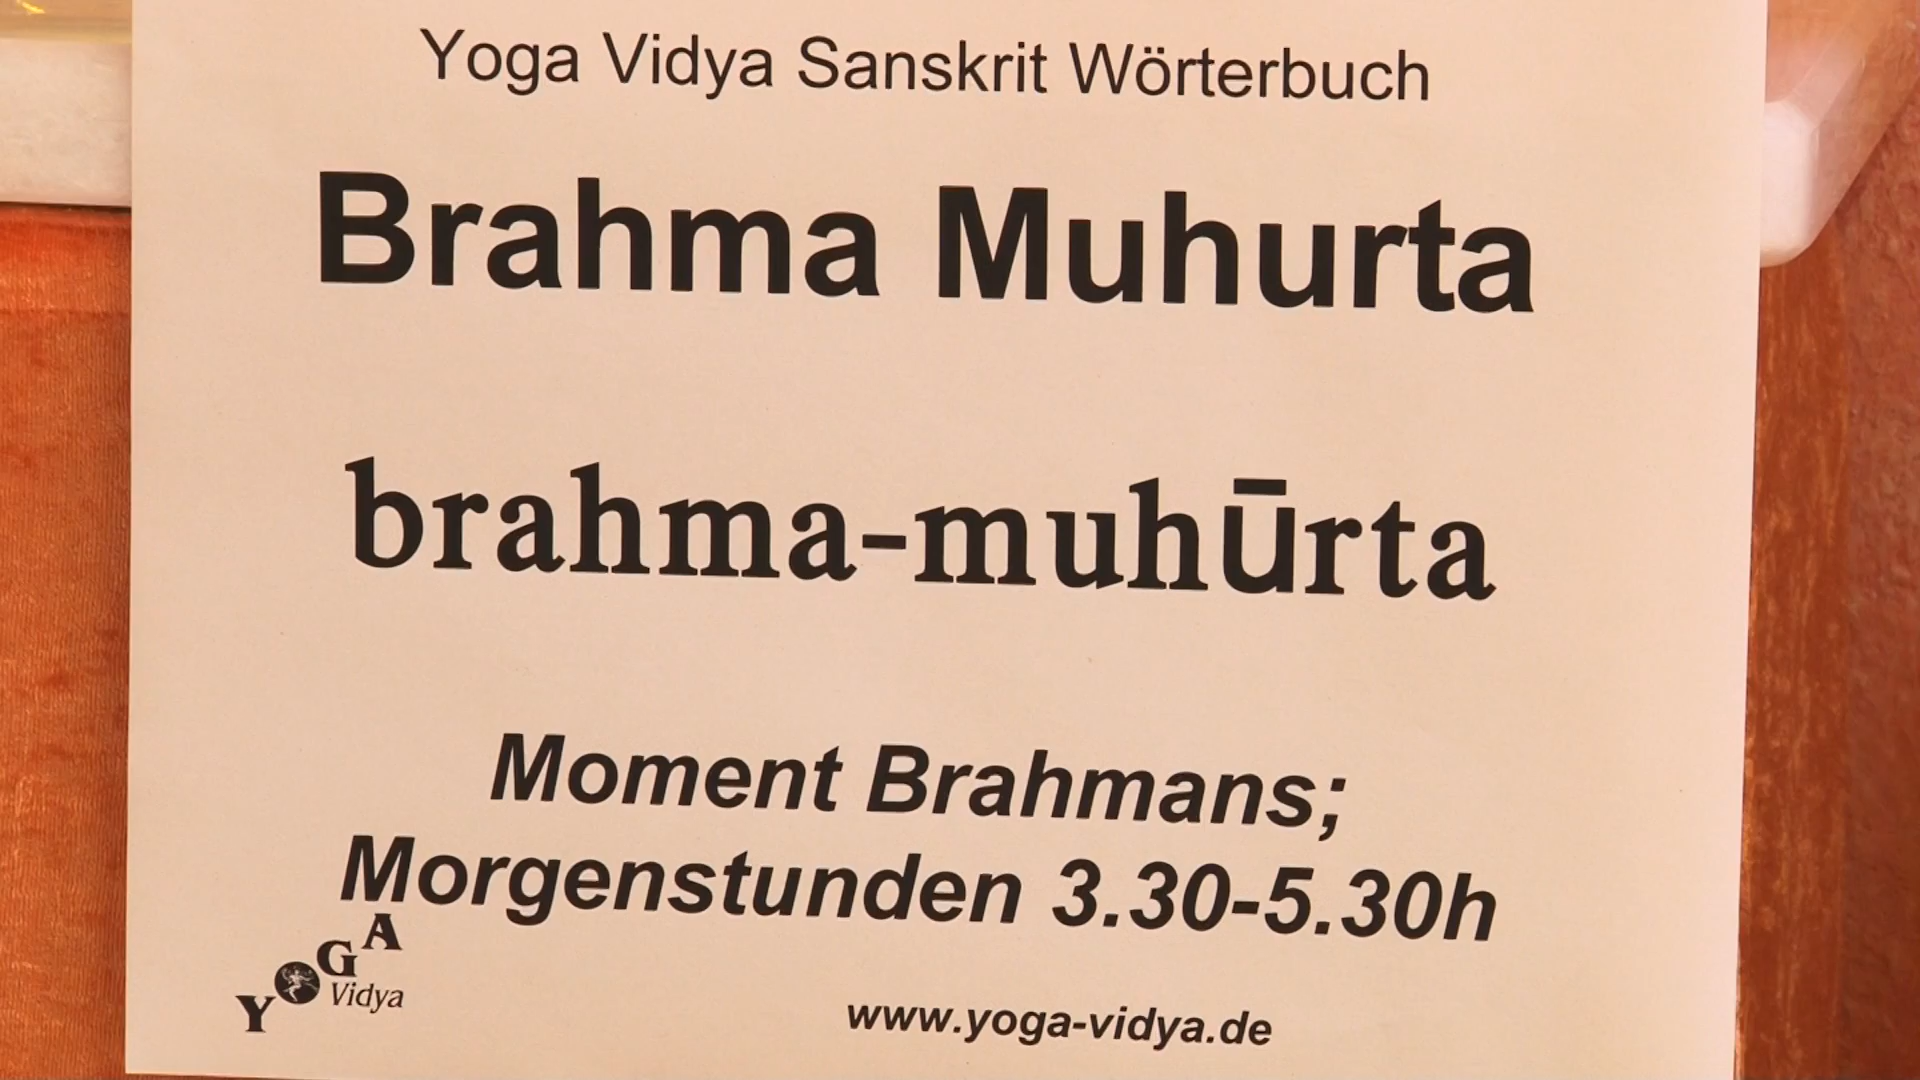 Yoga Vidya Sanskrit Wörterbuch
Brahma Muhurta
brahma-muhūrta
Moment Brahmans;
Morgenstunden 3.30-5.30h
YOGA
Vidya
www.yoga-vidya.de